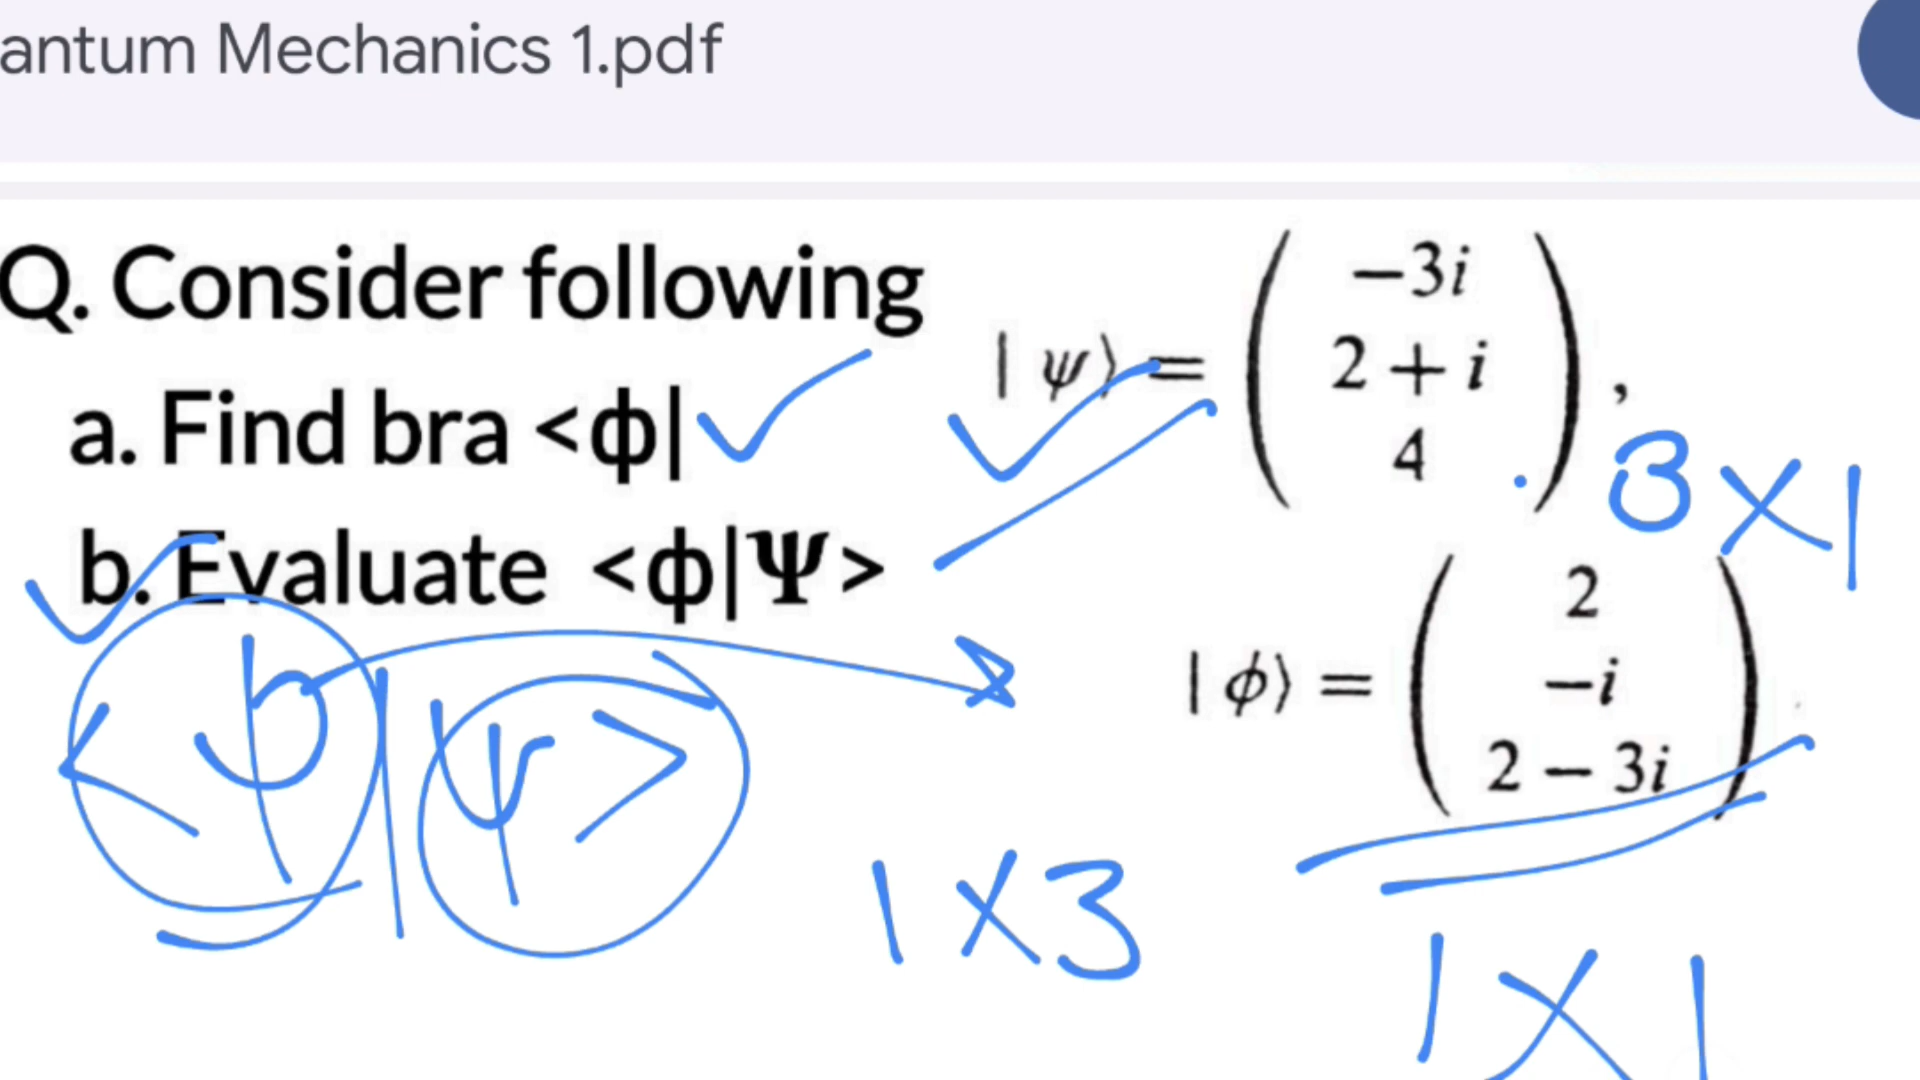 antum Mechanics 1.pdf
Q. Consider following
a. Find bra <ф|
b. Evaluate <ф|Ψ>
| ψ⟩ = ( −3i
2 + i
4 ) ,
3 × 1
| ϕ⟩ = ( 2
−i
2 − 3i )
<ф|ψ>
1 × 3
1 × 1